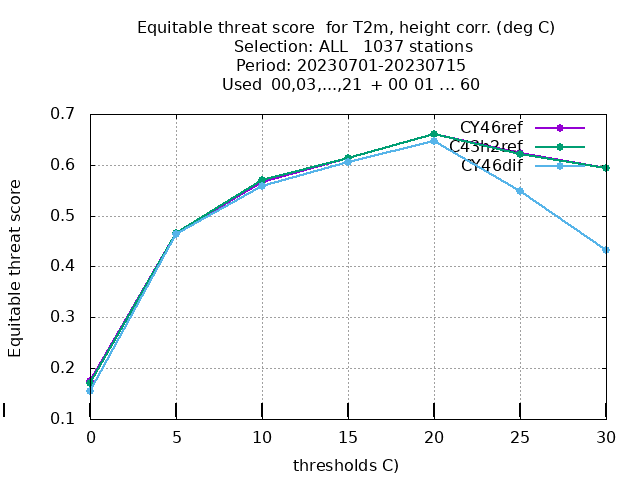 Equitable threat score  for T2m, height corr. (deg C)
Selection: ALL   1037 stations
Period: 20230701-20230715
Used  00,03,...,21  + 00 01 ... 60
CY46ref
C43h2ref
CY46dif
0.7
0.6
0.5
0.4
0.3
0.2
0.1
Equitable threat score
0 5 10 15 20 25 30
thresholds C)